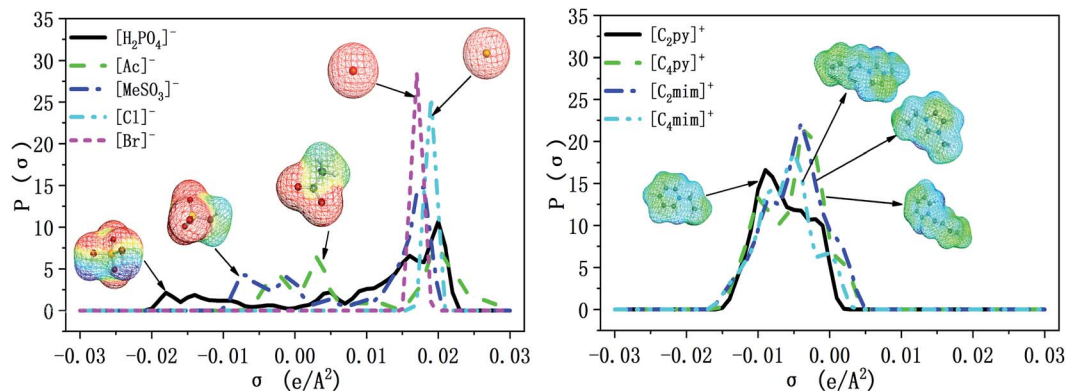 35
30
25
20
15
10
5
0
P (σ)
[H₂PO₄]⁻
[Ac]⁻
[MeSO₃]⁻
[Cl]⁻
[Br]⁻
-0.03 -0.02 -0.01 0.00 0.01 0.02 0.03
σ (e/A²)
35
30
25
20
15
10
5
0
P (σ)
[C₂py]⁺
[C₄py]⁺
[C₂mim]⁺
[C₄mim]⁺
-0.03 -0.02 -0.01 0.00 0.01 0.02 0.03
σ (e/A²)